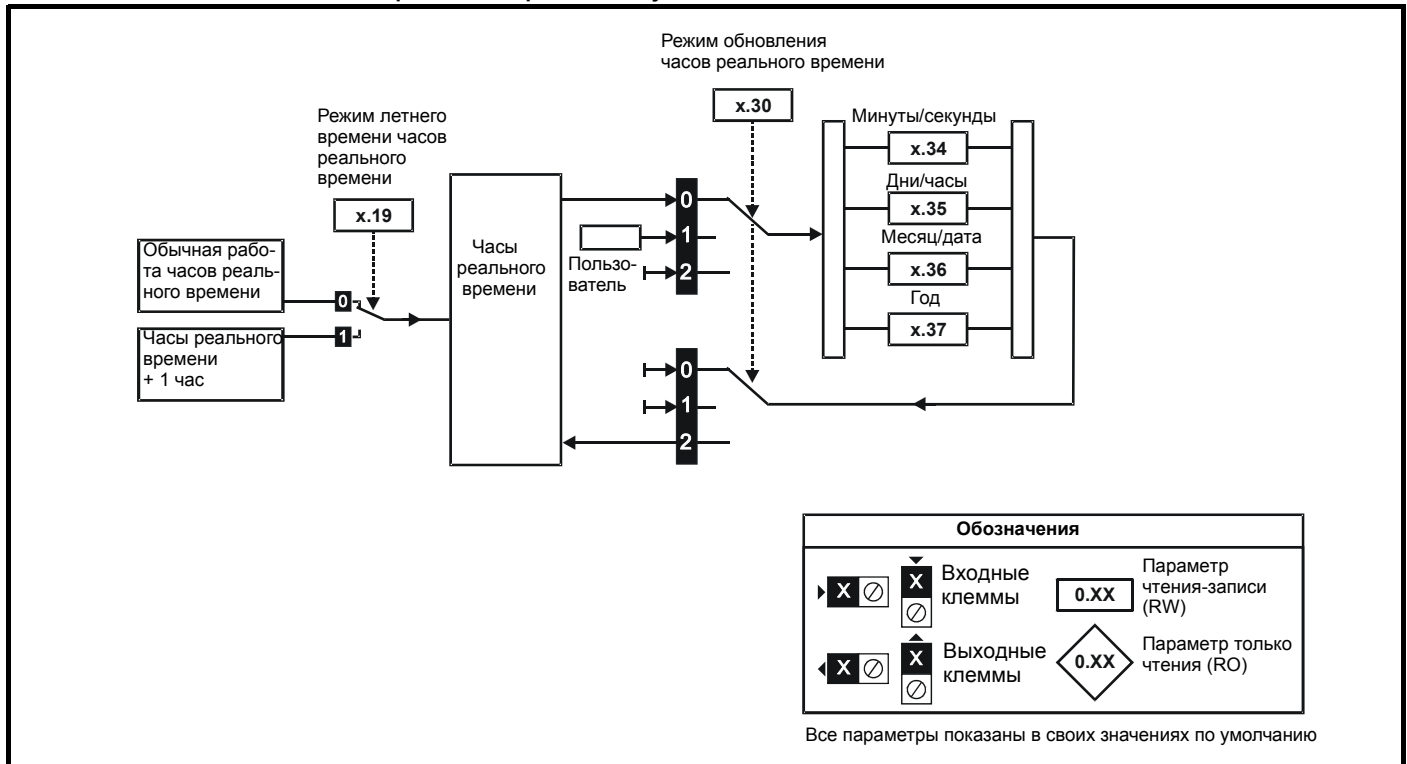 Режим обновления
часов реального времени
x.30
Режим летнего
времени часов
реального
времени
x.19
Обычная рабо-
та часов реаль-
ного времени
0
1
Часы реального
времени
+ 1 час
Часы
реального
времени
0
1
2
Пользо-
ватель
0
1
2
Минуты/секунды
x.34
Дни/часы
x.35
Месяц/дата
x.36
Год
x.37
Обозначения
X
X
Входные
клеммы
0.XX
Параметр
чтения-записи
(RW)
X
X
Выходные
клеммы
0.XX
Параметр только
чтения (RO)
Все параметры показаны в своих значениях по умолчанию